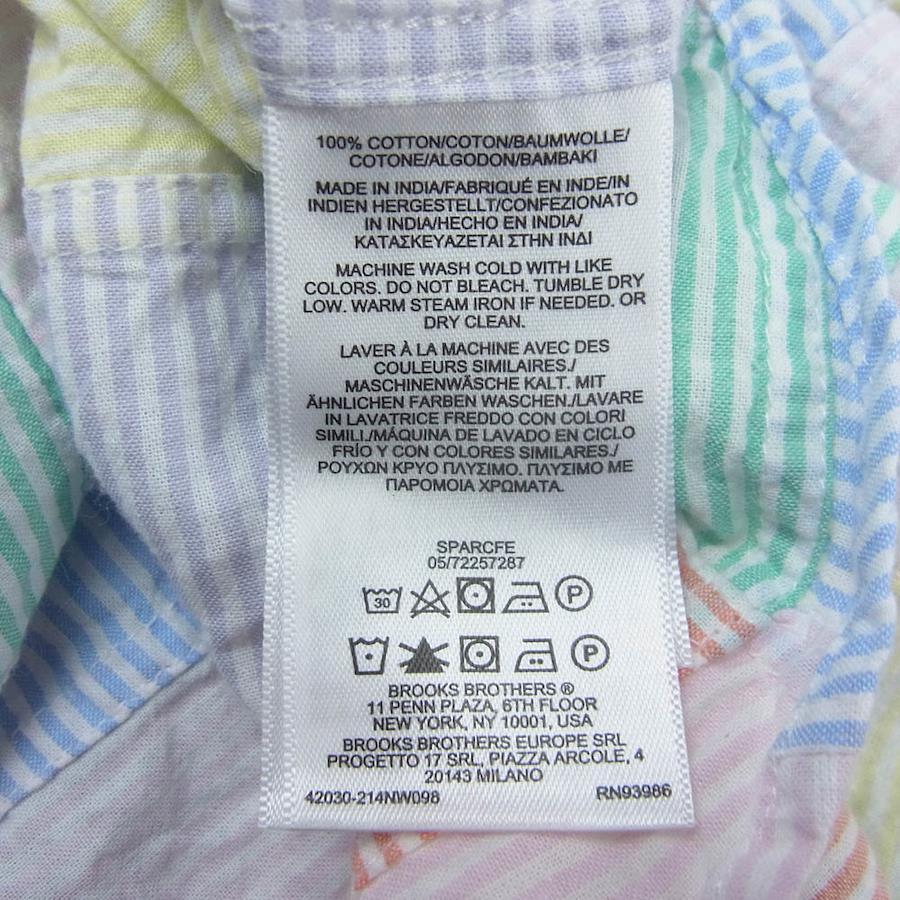 100% COTTON/COTON/BAUMWOLLE/
COTONE/ALGODON/BAMBAKI
MADE IN INDIA/FABRIQUÉ EN INDE/IN
INDIEN HERGESTELLT/CONFEZIONATO
IN INDIA/HECHO EN INDIA/
ΚΑΤΑΣΚΕΥΑΖΕΤΑΙ ΣΤΗΝ ΙΝΔΙ
MACHINE WASH COLD WITH LIKE
COLORS. DO NOT BLEACH. TUMBLE DRY
LOW. WARM STEAM IRON IF NEEDED. OR
DRY CLEAN.
LAVER À LA MACHINE AVEC DES
COULEURS SIMILAIRES./
MASCHINENWÄSCHE KALT. MIT
ÄHNLICHEN FARBEN WASCHEN./LAVARE
IN LAVATRICE FREDDO CON COLORI
SIMILI./MÁQUINA DE LAVADO EN CICLO
FRÍO Y CON COLORES SIMILARES./
ΡΟΥΧΩΝ ΚΡΥΟ ΠΛΥΣΙΜΟ. ΠΛΥΣΙΜΟ ΜΕ
ΠΑΡΟΜΟΙΑ ΧΡΩΜΑΤΑ.
SPARCFE
05/72257287
30 P
P
BROOKS BROTHERS ®
11 PENN PLAZA, 6TH FLOOR
NEW YORK, NY 10001, USA
BROOKS BROTHERS EUROPE SRL
PROGETTO 17 SRL, PIAZZA ARCOLE, 4
20143 MILANO
42030-214NW098 RN93986